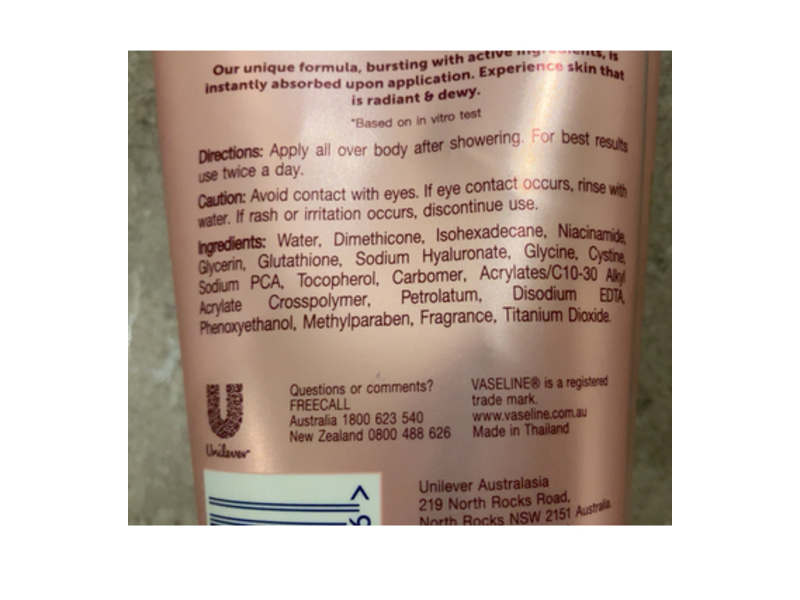 Our unique formula, bursting with active ingredients, is
instantly absorbed upon application. Experience skin that
is radiant & dewy.
*Based on in vitro test
Directions: Apply all over body after showering. For best results
use twice a day.
Caution: Avoid contact with eyes. If eye contact occurs, rinse with
water. If rash or irritation occurs, discontinue use.
Ingredients: Water, Dimethicone, Isohexadecane, Niacinamide,
Glycerin, Glutathione, Sodium Hyaluronate, Glycine, Cystine,
Sodium PCA, Tocopherol, Carbomer, Acrylates/C10-30 Alkyl
Acrylate Crosspolymer, Petrolatum, Disodium EDTA,
Phenoxyethanol, Methylparaben, Fragrance, Titanium Dioxide.
Unilever
Questions or comments?
FREECALL
Australia 1800 623 540
New Zealand 0800 488 626
VASELINE® is a registered
trade mark.
www.vaseline.com.au
Made in Thailand
Unilever Australasia
219 North Rocks Road,
North Rocks NSW 2151 Australia